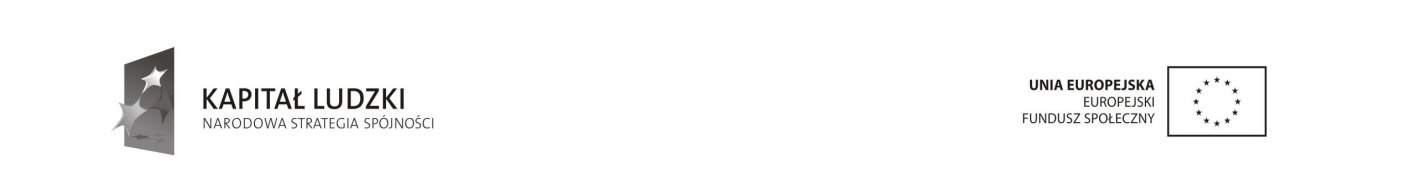 KAPITAŁ LUDZKI
NARODOWA STRATEGIA SPÓJNOŚCI
UNIA EUROPEJSKA
EUROPEJSKI
FUNDUSZ SPOŁECZNY